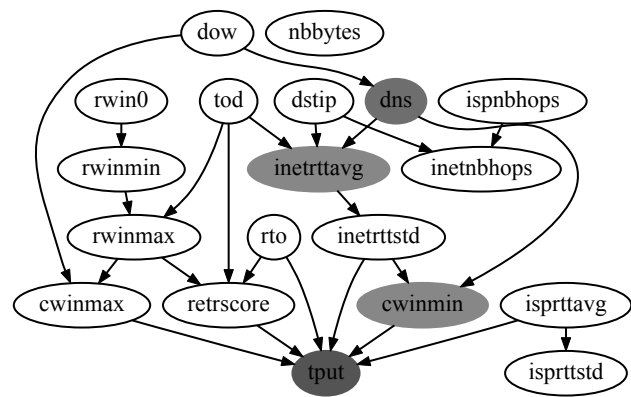 dow nbbytes
rwin0 tod dstip dns ispnbhops
rwinmin inetrttavg inetnbhops
rwinmax rto inetrttstd
cwinmax retrscore cwinmin isprttavg
tput isprttstd